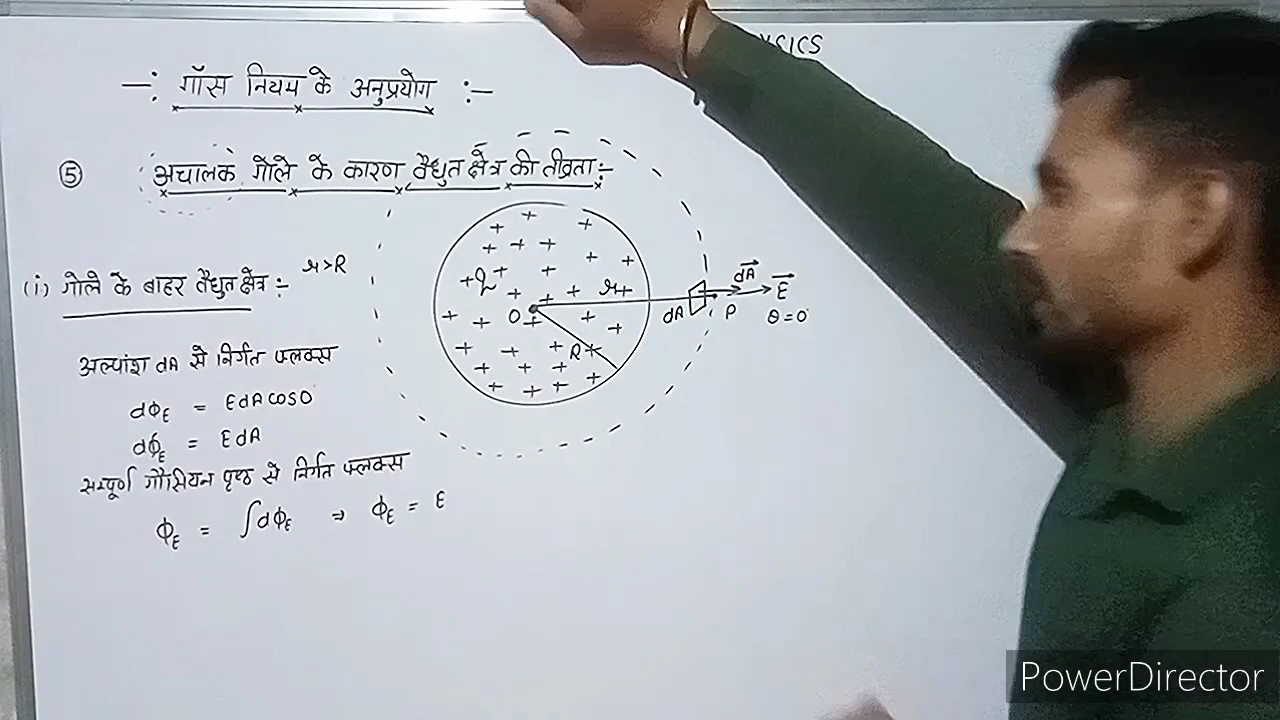 —: गॉस नियम के अनुप्रयोग :—
⑤ अचालक गोले के कारण वैधुत क्षेत्र की तीव्रता:-
(i) गोले के बाहर वैधुत क्षेत्र :- r>R
अल्पांश dA से निर्गत फ्लक्स
dΦE = EdA COS0
dΦE = EdA
सम्पूर्ण गौसियन पृष्ठ से निर्गत फ्लक्स
ΦE = ∫dΦE ⇒ ΦE = E
q
r
O
R
dA
dA
P
E
θ=0
PowerDirector